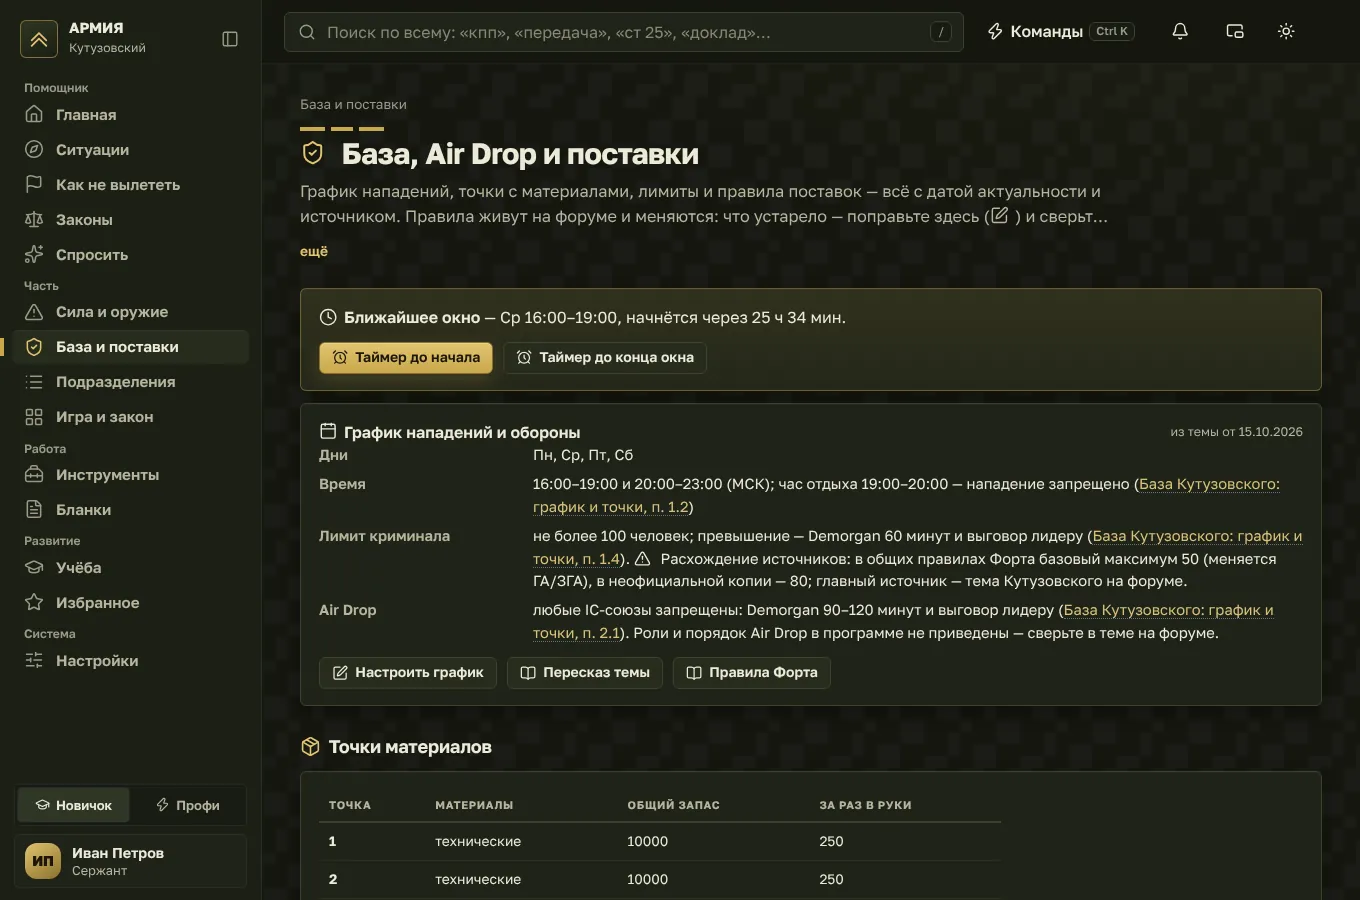 АРМИЯ
Кутузовский
Помощник
Главная
Ситуации
Как не вылететь
Законы
Спросить
Часть
Сила и оружие
База и поставки
Подразделения
Игра и закон
Работа
Инструменты
Бланки
Развитие
Учёба
Избранное
Система
Настройки
Новичок
Профи
ИП
Иван Петров
Сержант
Поиск по всему: «кпп», «передача», «ст 25», «доклад»…
/
Команды
Ctrl K
База и поставки
База, Air Drop и поставки
График нападений, точки с материалами, лимиты и правила поставок — всё с датой актуальности и
источником. Правила живут на форуме и меняются: что устарело — поправьте здесь ( ) и сверьт…
ещё
Ближайшее окно — Ср 16:00–19:00, начнётся через 25 ч 34 мин.
Таймер до начала
Таймер до конца окна
График нападений и обороны
из темы от 15.10.2026
Дни
Пн, Ср, Пт, Сб
Время
16:00–19:00 и 20:00–23:00 (МСК); час отдыха 19:00–20:00 — нападение запрещено (База Кутузовского:
график и точки, п. 1.2)
Лимит криминала
не более 100 человек; превышение — Demorgan 60 минут и выговор лидеру (База Кутузовского: график и
точки, п. 1.4). Расхождение источников: в общих правилах Форта базовый максимум 50 (меняется
ГА/ЗГА), в неофициальной копии — 80; главный источник — тема Кутузовского на форуме.
Air Drop
любые IC-союзы запрещены: Demorgan 90–120 минут и выговор лидеру (База Кутузовского: график и
точки, п. 2.1). Роли и порядок Air Drop в программе не приведены — сверьте в теме на форуме.
Настроить график
Пересказ темы
Правила Форта
Точки материалов
ТОЧКА МАТЕРИАЛЫ ОБЩИЙ ЗАПАС ЗА РАЗ В РУКИ
1 технические 10000 250
2 технические 10000 250